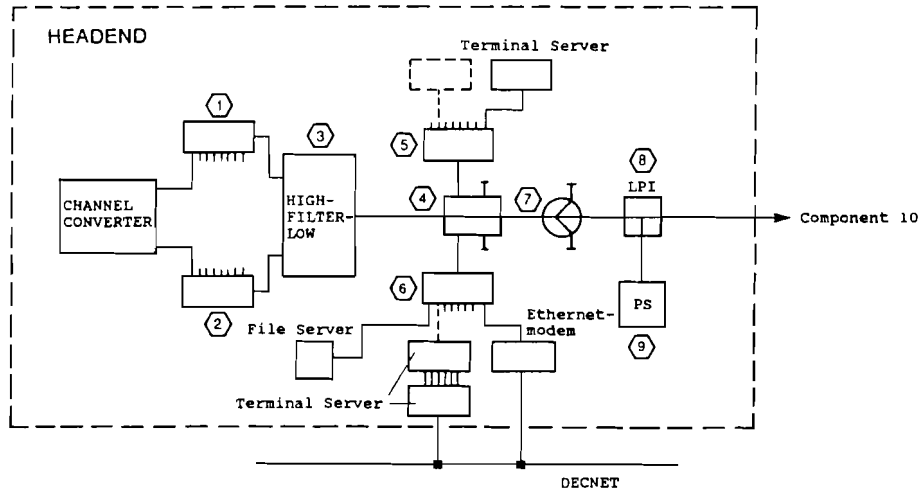 HEADEND
Terminal Server
1
3
5
8
LPI
CHANNEL
CONVERTER
HIGH-
FILTER-
LOW
4
7
Component 10
2
6
File Server
Ethernet-
modem
PS
9
Terminal Server
DECNET